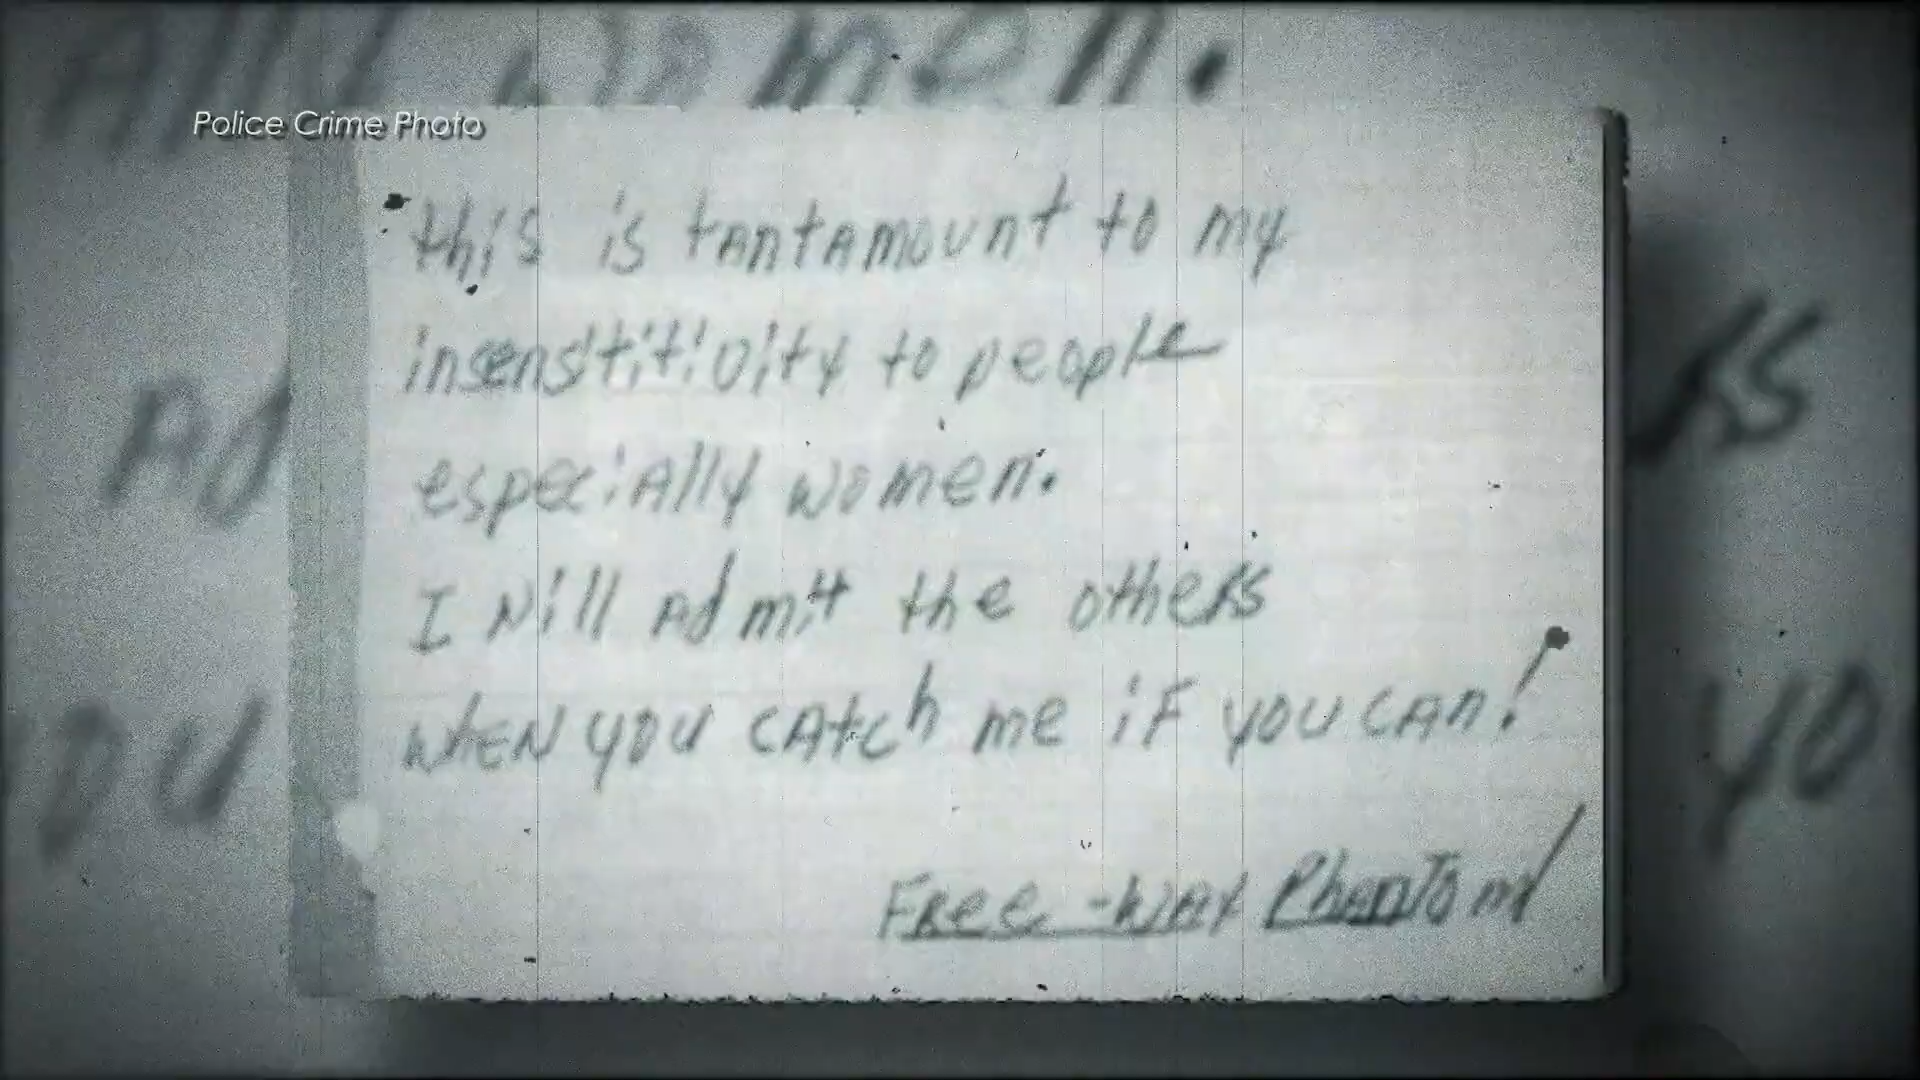 Police Crime Photo
this is tantamount to my
insenstitivity to people
especially women.
I will admit the others
wHEN you catch me if you can!
Free-way Phantom